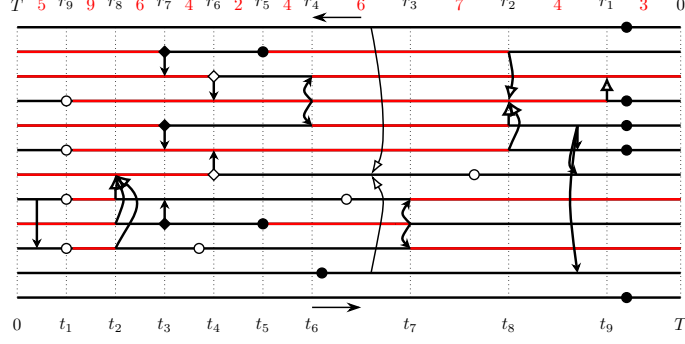 T 5 r₉ 9 r₈ 6 r₇ 4 r₆ 2 r₅ 4 r₄ 6 r₃ 7 r₂ 4 r₁ 3 0
0 t₁ t₂ t₃ t₄ t₅ t₆ t₇ t₈ t₉ T